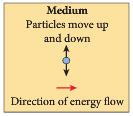 Medium
Particles move up
and down
Direction of energy flow